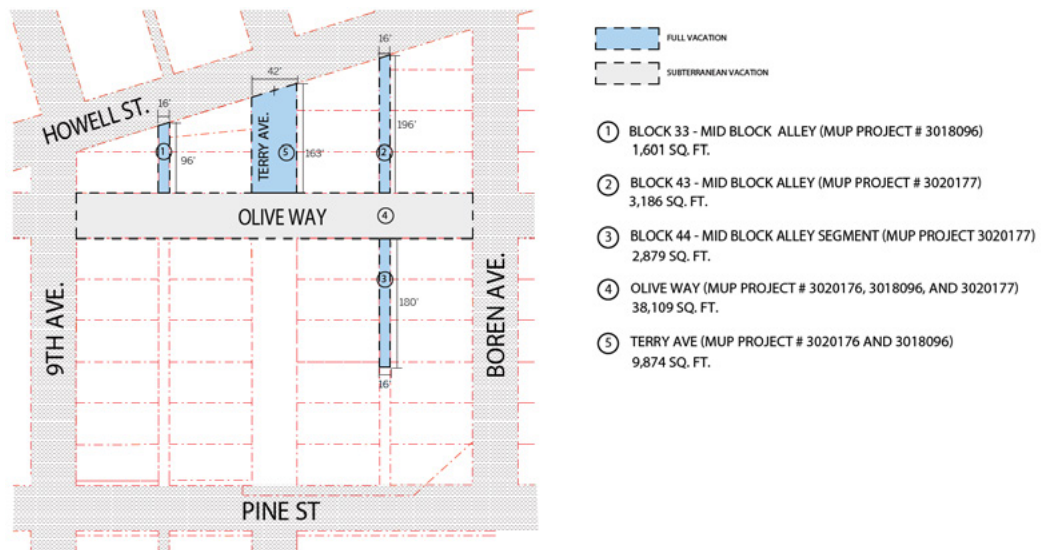 HOWELL ST.
16'
96'
1
42'
TERRY AVE.
5
163'
16'
2
196'
OLIVE WAY
4
3
180'
16'
9TH AVE.
BOREN AVE.
PINE ST
FULL VACATION
SUBTERRANEAN VACATION
1 BLOCK 33 - MID BLOCK ALLEY (MUP PROJECT # 3018096)
1,601 SQ. FT.
2 BLOCK 43 - MID BLOCK ALLEY (MUP PROJECT # 3020177)
3,186 SQ. FT.
3 BLOCK 44 - MID BLOCK ALLEY SEGMENT (MUP PROJECT 3020177)
2,879 SQ. FT.
4 OLIVE WAY (MUP PROJECT # 3020176, 3018096, AND 3020177)
38,109 SQ. FT.
5 TERRY AVE (MUP PROJECT # 3020176 AND 3018096)
9,874 SQ. FT.